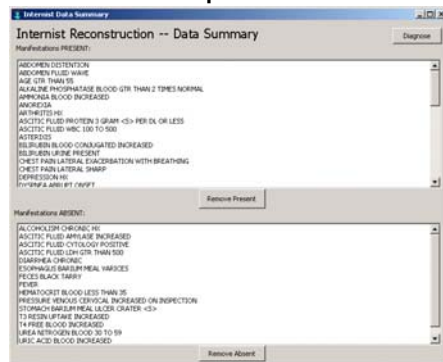 Internist Data Summary
Internist Reconstruction -- Data Summary
Diagnose
Manifestations PRESENT:
ABDOMEN DISTENTION
ABDOMEN FLUID WAVE
AGE GTR THAN 55
ALKALINE PHOSPHATASE BLOOD GTR THAN 2 TIMES NORMAL
AMMONIA BLOOD INCREASED
ANOREXIA
ARTHRITIS HX
ASCITIC FLUID PROTEIN 3 GRAM <S> PER DL OR LESS
ASCITIC FLUID WBC 100 TO 500
ASTERIXIS
BILIRUBIN BLOOD CONJUGATED INCREASED
BILIRUBIN URINE PRESENT
CHEST PAIN LATERAL EXACERBATION WITH BREATHING
CHEST PAIN LATERAL SHARP
DEPRESSION HX
DYSPNEA ABRUPT ONSET
Remove Present
Manifestations ABSENT:
ALCOHOLISM CHRONIC HX
ASCITIC FLUID AMYLASE INCREASED
ASCITIC FLUID CYTOLOGY POSITIVE
ASCITIC FLUID LDH GTR THAN 500
DIARRHEA CHRONIC
ESOPHAGUS BARIUM MEAL VARICES
FECES BLACK TARRY
FEVER
HEMATOCRIT BLOOD LESS THAN 35
PRESSURE VENOUS CERVICAL INCREASED ON INSPECTION
STOMACH BARIUM MEAL ULCER CRATER <S>
T3 RESIN UPTAKE INCREASED
T4 FREE BLOOD INCREASED
UREA NITROGEN BLOOD 30 TO 59
URIC ACID BLOOD INCREASED
Remove Absent